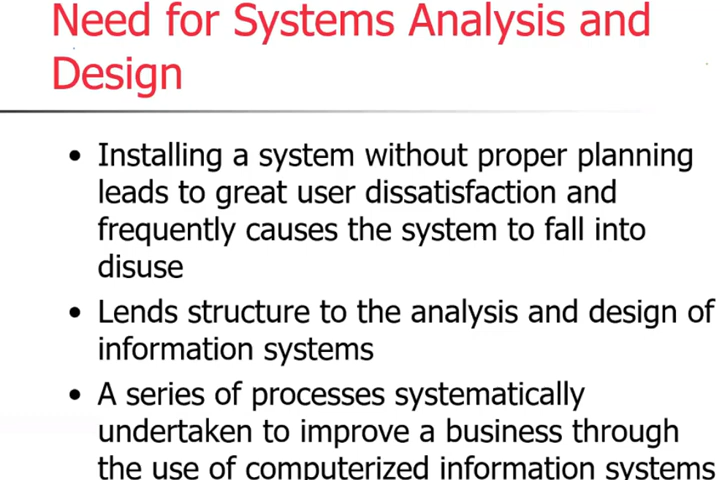 Need for Systems Analysis and
Design
• Installing a system without proper planning
leads to great user dissatisfaction and
frequently causes the system to fall into
disuse
• Lends structure to the analysis and design of
information systems
• A series of processes systematically
undertaken to improve a business through
the use of computerized information systems